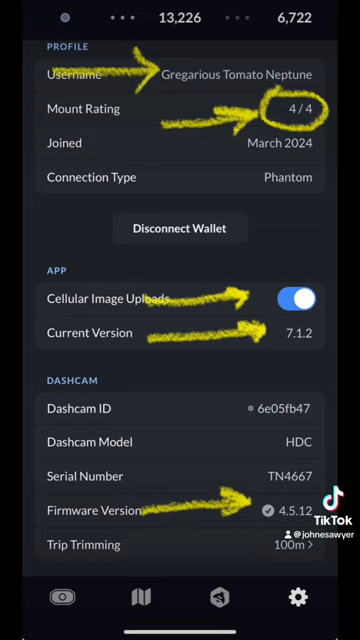 13,226 6,722
PROFILE
Username Gregarious Tomato Neptune
Mount Rating 4 / 4
Joined March 2024
Connection Type Phantom
Disconnect Wallet
APP
Cellular Image Uploads
Current Version 7.1.2
DASHCAM
Dashcam ID 6e05fb47
Dashcam Model HDC
Serial Number TN4667
Firmware Version 4.5.12
Trip Trimming 100m
TikTok
@johnesawyer